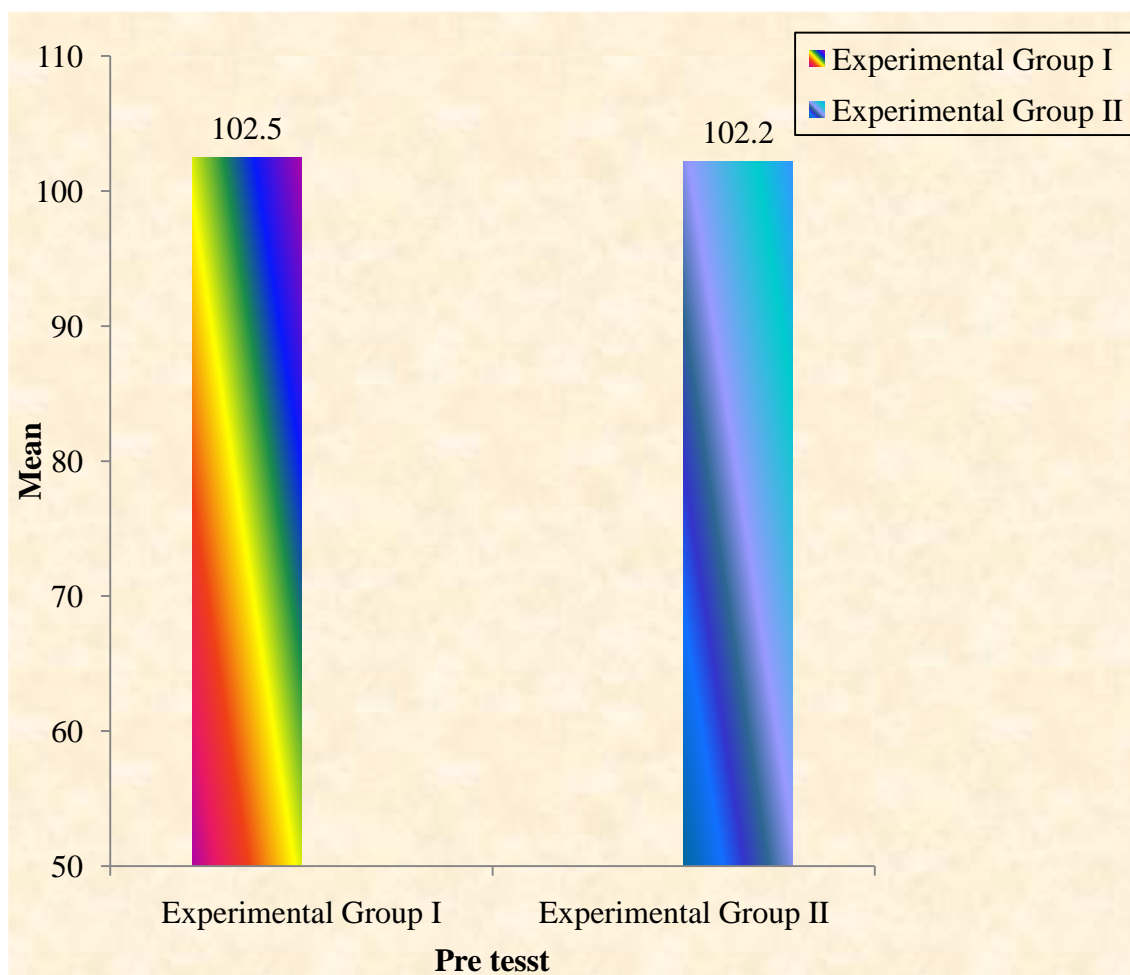 Experimental Group I
Experimental Group II
110
100
90
80
70
60
50
Mean
102.5
102.2
Experimental Group I
Experimental Group II
Pre tesst